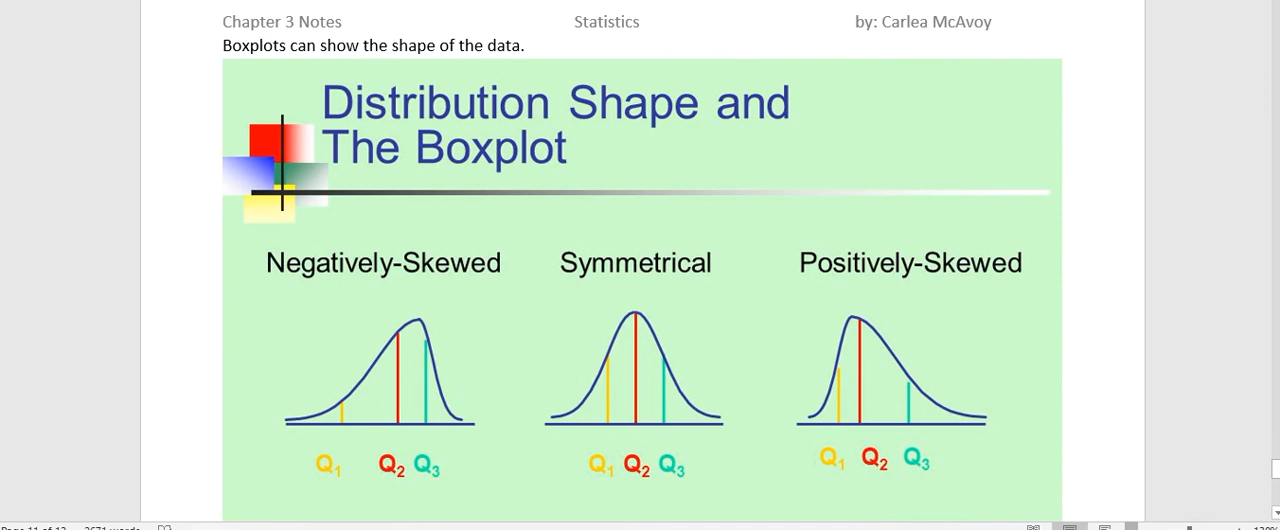 Chapter 3 Notes Statistics by: Carlea McAvoy
Boxplots can show the shape of the data.
Distribution Shape and
The Boxplot
Negatively-Skewed Symmetrical Positively-Skewed
Q1 Q2 Q3 Q1 Q2 Q3 Q1 Q2 Q3